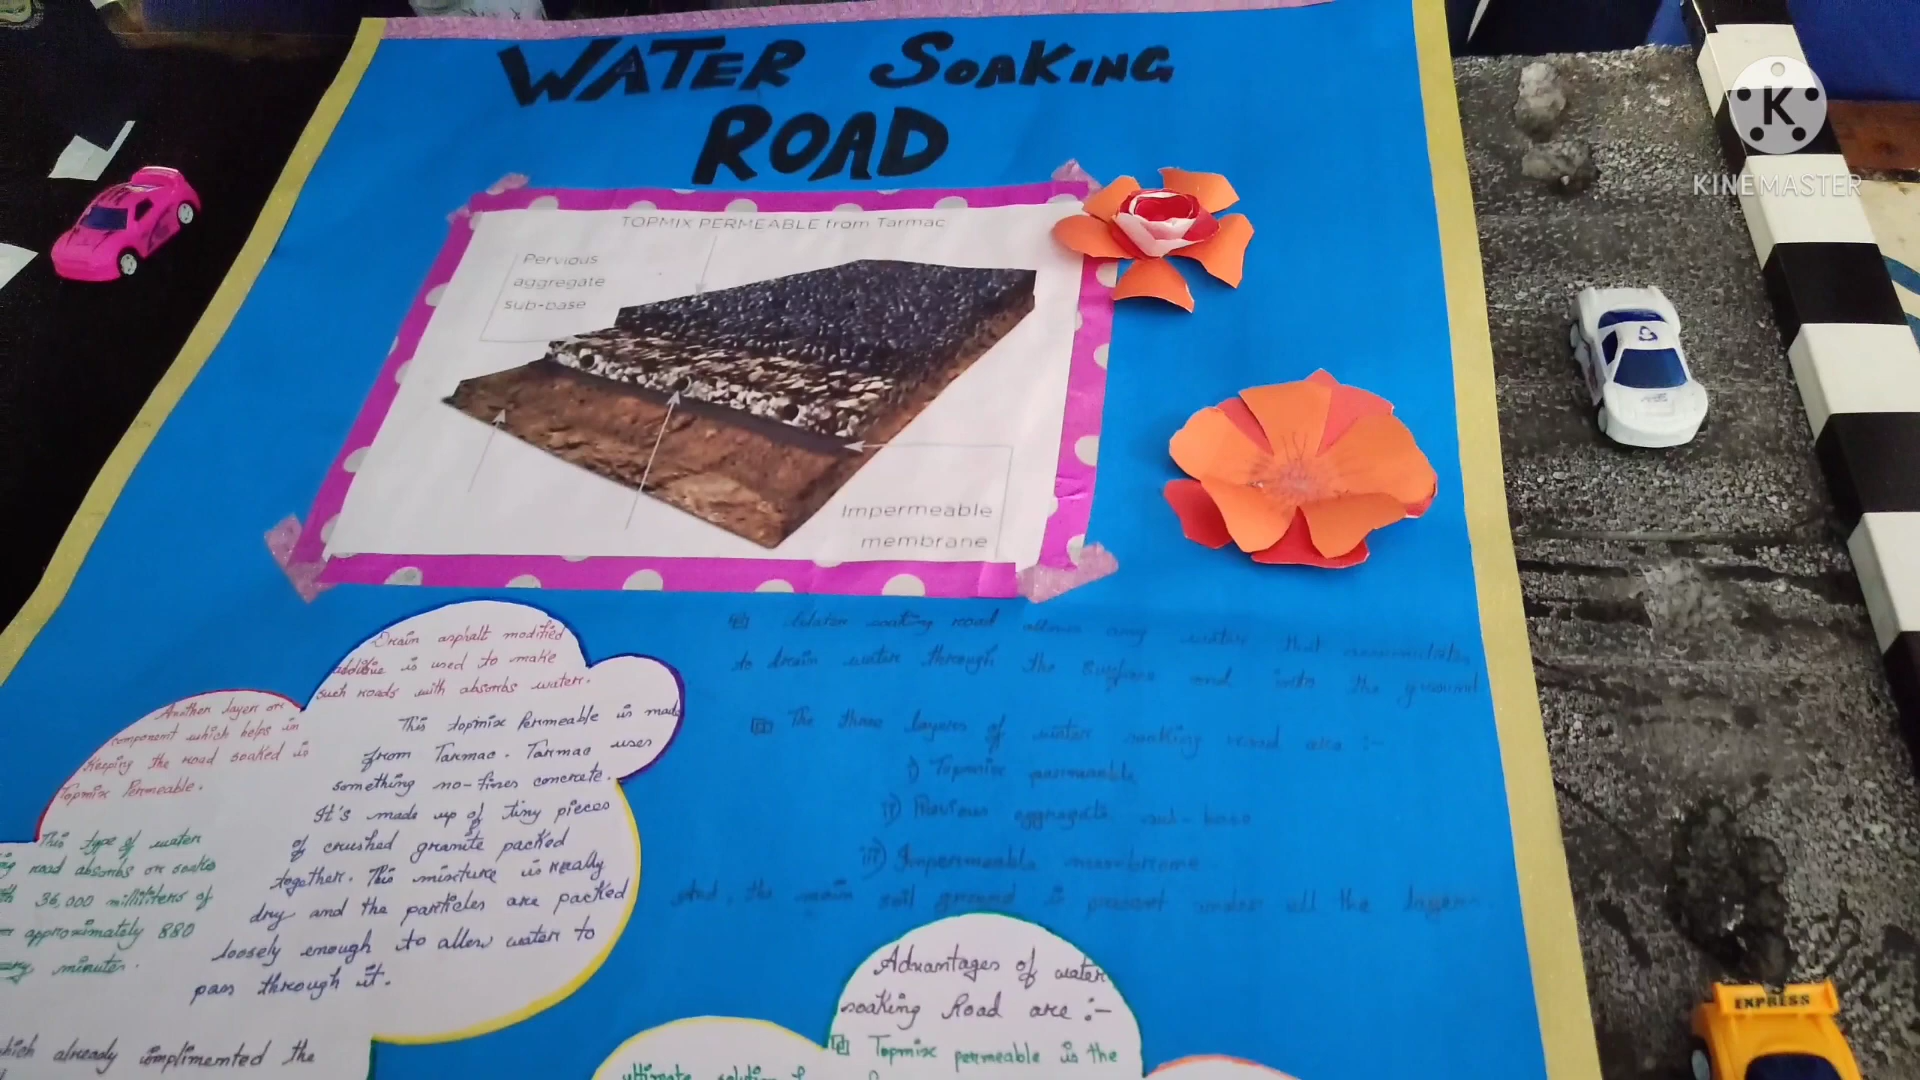 WATER SOAKING
ROAD
K
KINEMASTER
TOPMIX PERMEABLE from Tarmac
Pervious
aggregate
sub-base
Impermeable
membrane
Drain asphalt modified
additive is used to make
such roads with absorbs water.
Another layer or
component which helps in
keeping the road soaked is
Topmix Permeable.
This topmix Permeable is made
from Tarmac. Tarmac uses
something no-fines concrete.
It's made up of tiny pieces
of crushed granite packed
together. This mixture is really
dry and the particles are packed
loosely enough to allow water to
pass through it.
This type of water
road absorbs or soaks
36,000 milliliters of
approximately 880
minutes.
which already implimented the
Water soaking road allows any water that accumulates
to drain water through the surface and into the ground
The three layers of water soaking road are :-
i) Topmix permeable
ii) Previous aggregate sub-base
iii) Impermeable membrane
And, the main soil ground is present under all the layers
Advantages of water
soaking Road are :-
Topmix permeable is the
ultimate solution
EXPRESS